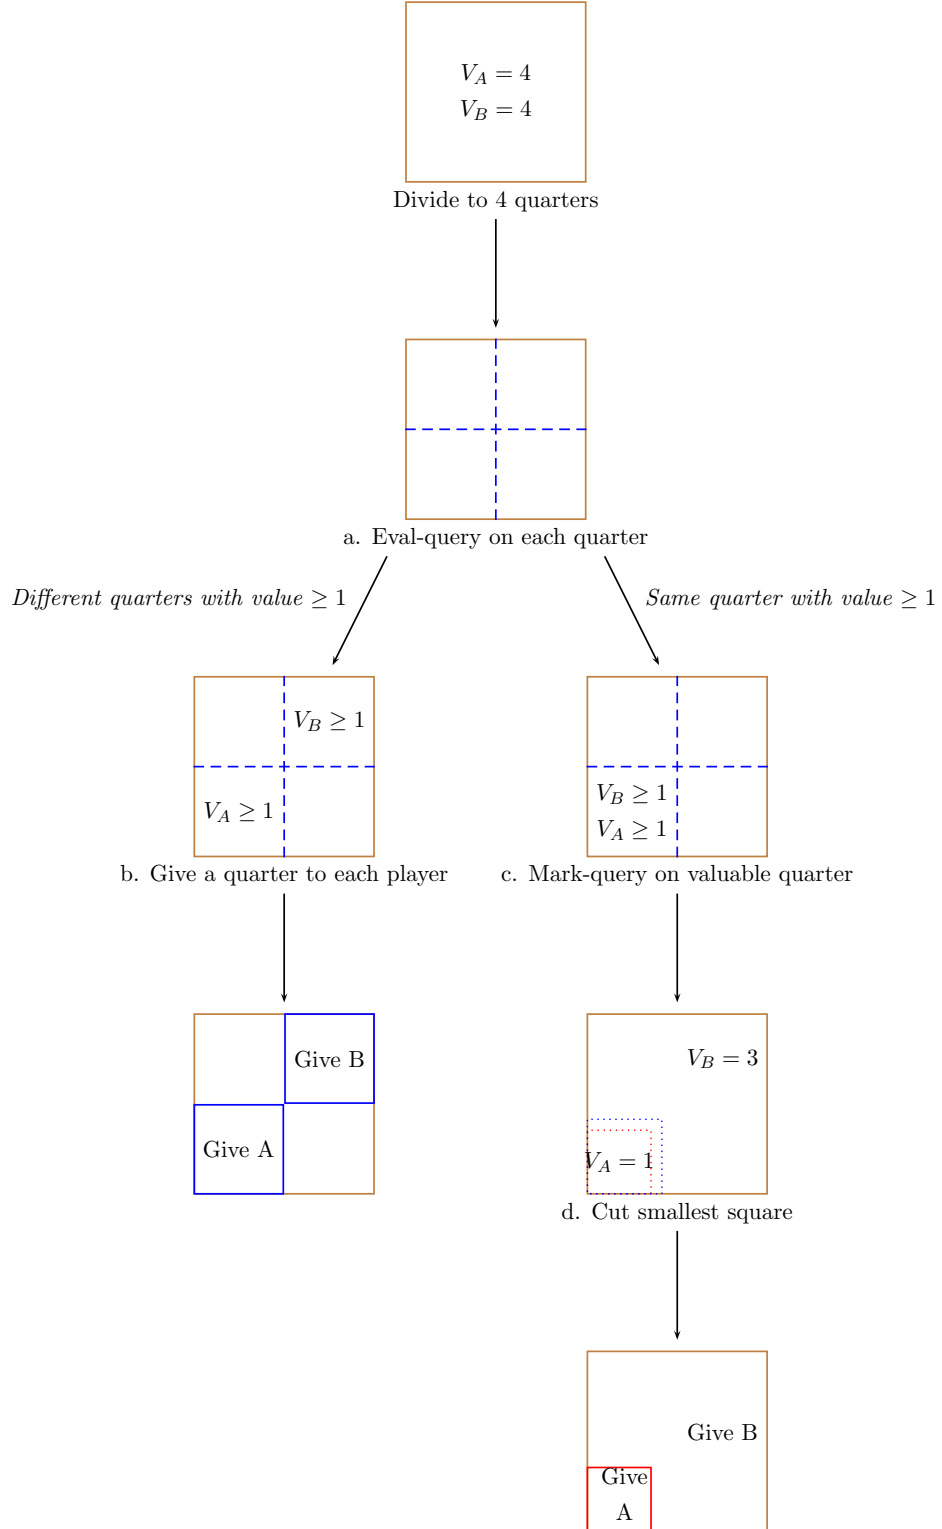 V_A = 4
V_B = 4
Divide to 4 quarters
a. Eval-query on each quarter
Different quarters with value ≥ 1
Same quarter with value ≥ 1
V_B ≥ 1
V_A ≥ 1
b. Give a quarter to each player
V_B ≥ 1
V_A ≥ 1
c. Mark-query on valuable quarter
Give B
Give A
V_B = 3
V_A = 1
d. Cut smallest square
Give B
Give
A